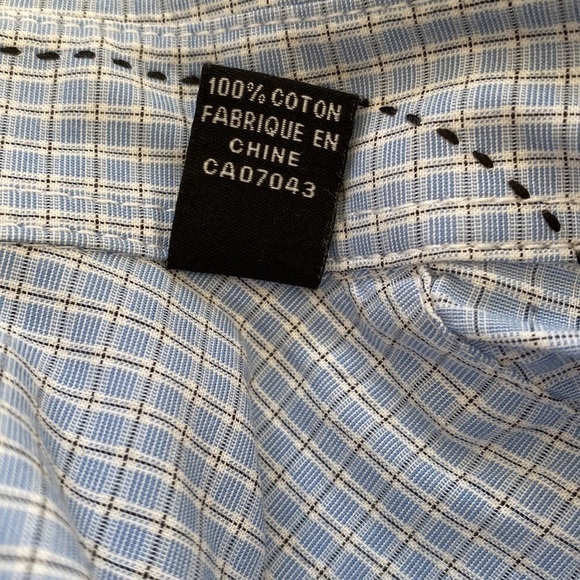 100% COTON
FABRIQUE EN
CHINE
CA07043